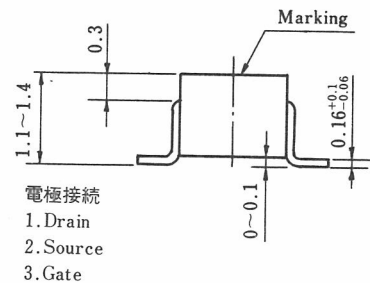 Marking
0.3
1.1~1.4
0.16+0.1 -0.06
0~0.1
電極接続
1.Drain
2.Source
3.Gate